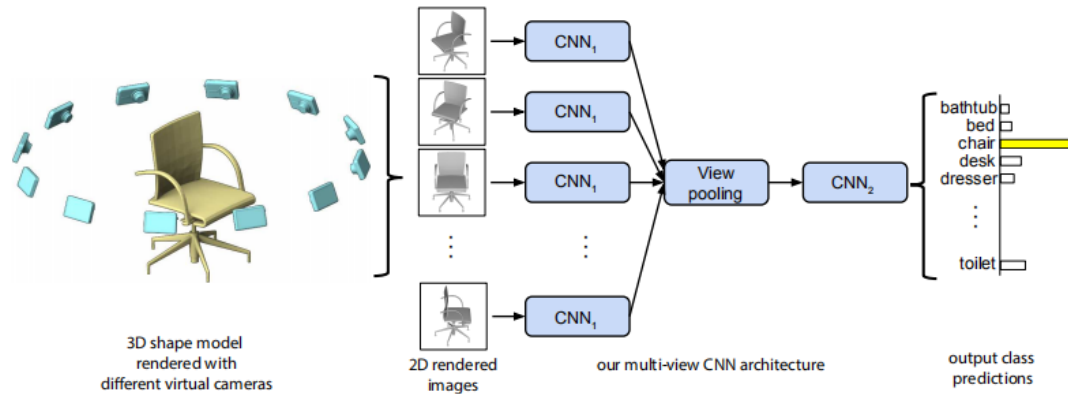 CNN1
CNN1
CNN1
View
pooling
CNN2
CNN1
bathtub
bed
chair
desk
dresser
toilet
3D shape model
rendered with
different virtual cameras
2D rendered
images
our multi-view CNN architecture
output class
predictions